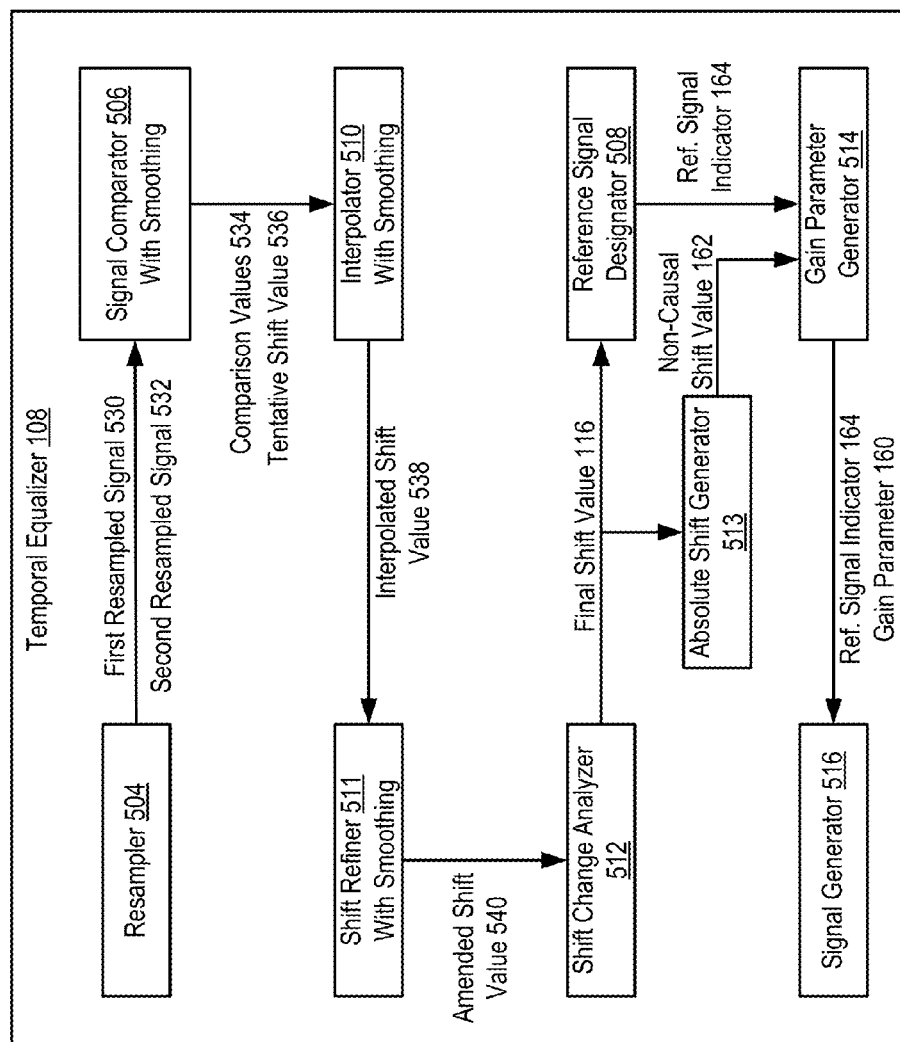 Temporal Equalizer 108
Resampler 504
First Resampled Signal 530
Second Resampled Signal 532
Signal Comparator 506
With Smoothing
Comparison Values 534
Tentative Shift Value 536
Interpolator 510
With Smoothing
Interpolated Shift
Value 538
Shift Refiner 511
With Smoothing
Amended Shift
Value 540
Shift Change Analyzer
512
Final Shift Value 116
Reference Signal
Designator 508
Absolute Shift Generator
513
Non-Causal
Shift Value 162
Ref. Signal
Indicator 164
Gain Parameter
Generator 514
Ref. Signal Indicator 164
Gain Parameter 160
Signal Generator 516